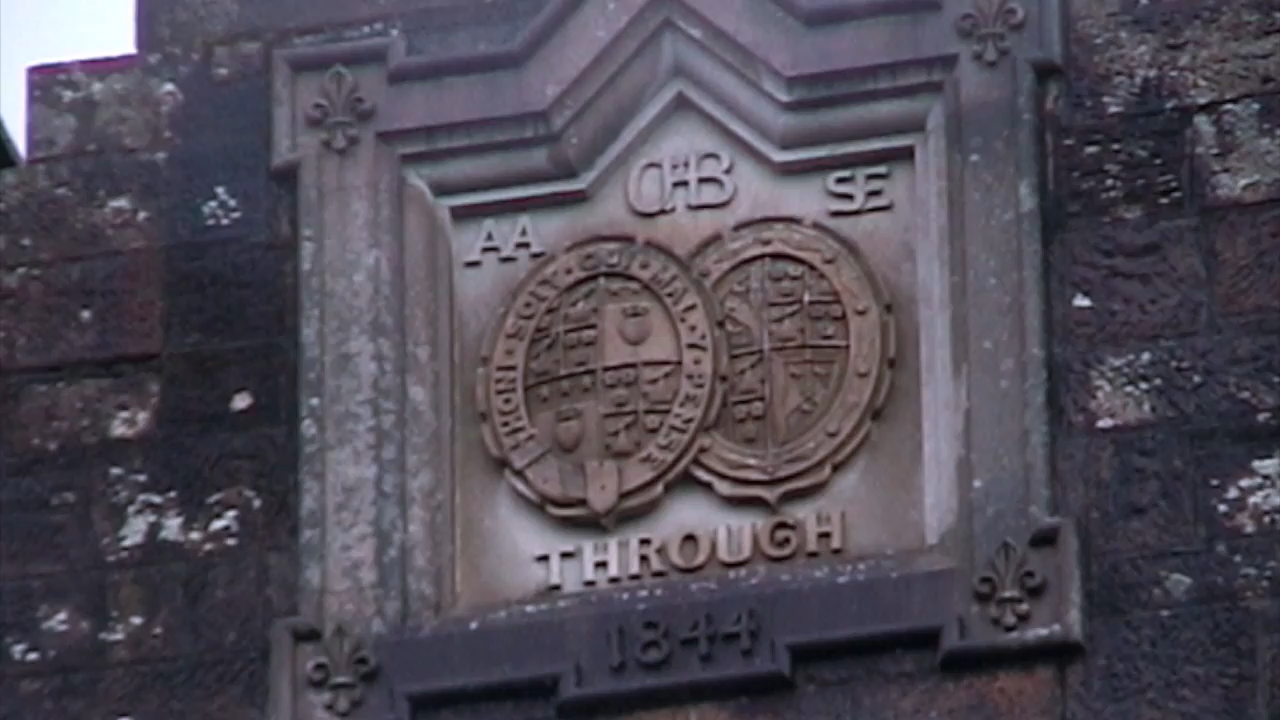 AA CHB SE
HONI · SOIT · QUI · MAL · Y · PENSE
THROUGH
1844